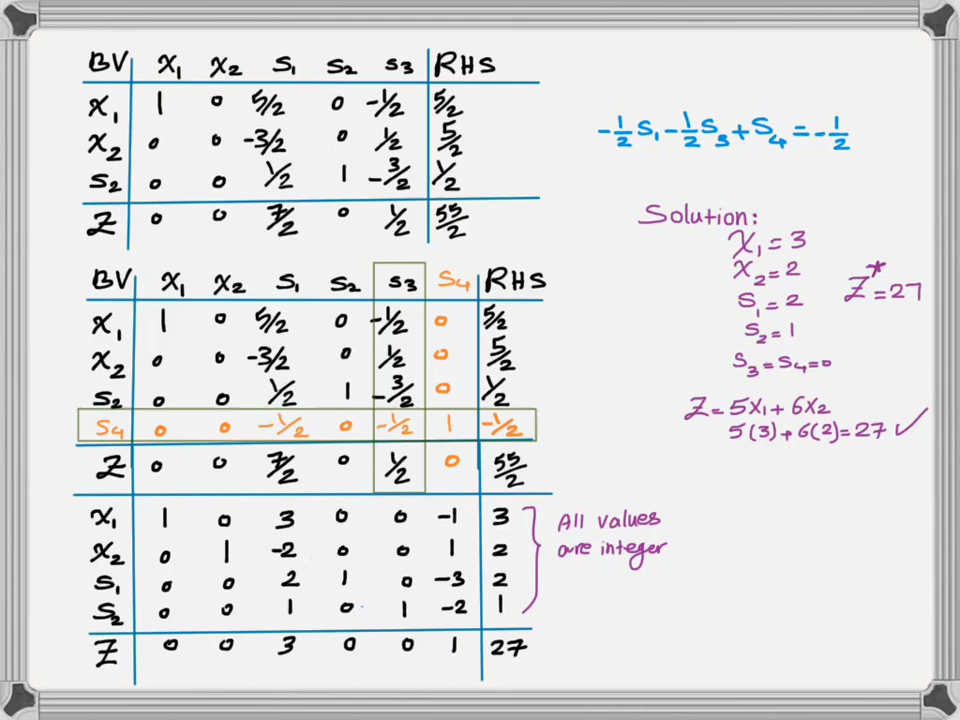 BV x₁ x₂ s₁ s₂ s₃ RHS
x₁ 1 0 5/2 0 -1/2 5/2
x₂ 0 0 -3/2 0 1/2 5/2
s₂ 0 0 1/2 1 -3/2 1/2
Z 0 0 7/2 0 1/2 55/2
-1/2 s₁ - 1/2 s₃ + s₄ = -1/2
BV x₁ x₂ s₁ s₂ s₃ s₄ RHS
x₁ 1 0 5/2 0 -1/2 0 5/2
x₂ 0 0 -3/2 0 1/2 0 5/2
s₂ 0 0 1/2 1 -3/2 0 1/2
s₄ 0 0 -1/2 0 -1/2 1 -1/2
Z 0 0 7/2 0 1/2 0 55/2
x₁ 1 0 3 0 0 -1 3
x₂ 0 1 -2 0 0 1 2
s₁ 0 0 2 1 0 -3 2
s₂ 0 0 1 0 1 -2 1
Z 0 0 3 0 0 1 27
All values
are integer
Solution:
x₁ = 3
x₂ = 2
s₁ = 2
s₂ = 1
s₃ = s₄ = 0
Z* = 27
Z = 5x₁ + 6x₂
5(3) + 6(2) = 27 ✓